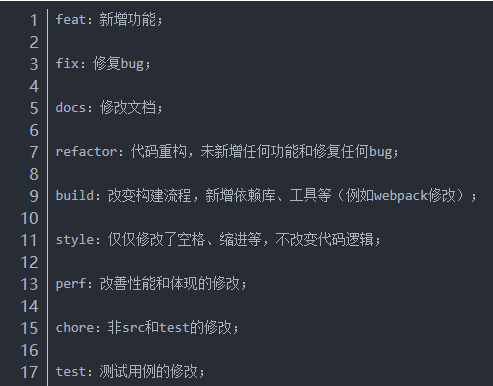 1 feat：新增功能；
2
3 fix：修复bug；
4
5 docs：修改文档；
6
7 refactor：代码重构，未新增任何功能和修复任何bug；
8
9 build：改变构建流程，新增依赖库、工具等（例如webpack修改）；
10
11 style：仅仅修改了空格、缩进等，不改变代码逻辑；
12
13 perf：改善性能和体现的修改；
14
15 chore：非src和test的修改；
16
17 test：测试用例的修改；